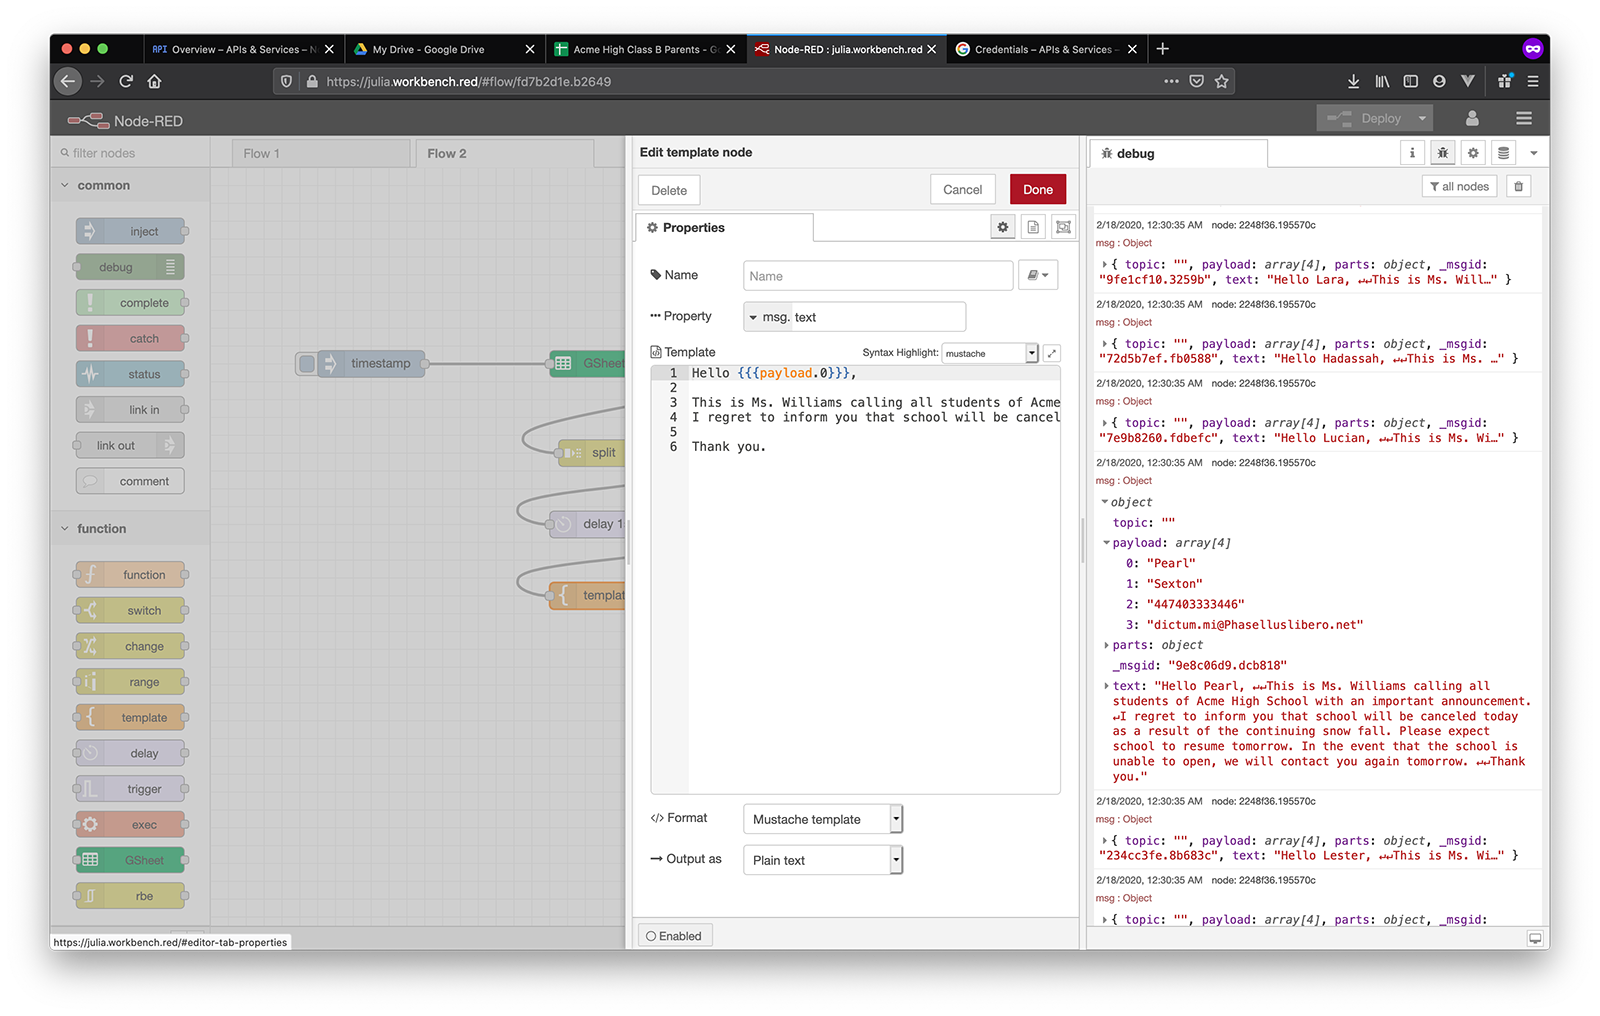 API Overview – APIs & Services – N
My Drive - Google Drive
Acme High Class B Parents - Go
Node-RED : julia.workbench.red
Credentials – APIs & Services –
https://julia.workbench.red/#flow/fd7b2d1e.b2649
Node-RED
Deploy
filter nodes
common
inject
debug
complete
catch
status
link in
link out
comment
function
function
switch
change
range
template
delay
trigger
exec
GSheet
rbe
https://julia.workbench.red/#editor-tab-properties
Flow 1
Flow 2
timestamp
GSheet
split
delay 1
templat
Edit template node
Delete
Cancel
Done
Properties
Name
Name
Property
msg. text
Template
Syntax Highlight: mustache
1 Hello {{{payload.0}}},
2
3 This is Ms. Williams calling all students of Acme
4 I regret to inform you that school will be cancel
5
6 Thank you.
</> Format
Mustache template
Output as
Plain text
Enabled
debug
all nodes
2/18/2020, 12:30:35 AM node: 2248f36.195570c
msg : Object
{ topic: "", payload: array[4], parts: object, _msgid:
"9fe1cf10.3259b", text: "Hello Lara, ↵↵This is Ms. Will…" }
2/18/2020, 12:30:35 AM node: 2248f36.195570c
msg : Object
{ topic: "", payload: array[4], parts: object, _msgid:
"72d5b7ef.fb0588", text: "Hello Hadassah, ↵↵This is Ms. …" }
2/18/2020, 12:30:35 AM node: 2248f36.195570c
msg : Object
{ topic: "", payload: array[4], parts: object, _msgid:
"7e9b8260.fdbefc", text: "Hello Lucian, ↵↵This is Ms. Wi…" }
2/18/2020, 12:30:35 AM node: 2248f36.195570c
msg : Object
object
topic: ""
payload: array[4]
0: "Pearl"
1: "Sexton"
2: "447403333446"
3: "dictum.mi@Phaselluslibero.net"
parts: object
_msgid: "9e8c06d9.dcb818"
text: "Hello Pearl, ↵↵This is Ms. Williams calling all
students of Acme High School with an important announcement.
↵I regret to inform you that school will be canceled today
as a result of the continuing snow fall. Please expect
school to resume tomorrow. In the event that the school is
unable to open, we will contact you again tomorrow. ↵↵Thank
you."
2/18/2020, 12:30:35 AM node: 2248f36.195570c
msg : Object
{ topic: "", payload: array[4], parts: object, _msgid:
"234cc3fe.8b683c", text: "Hello Lester, ↵↵This is Ms. Wi…" }
2/18/2020, 12:30:35 AM node: 2248f36.195570c
msg : Object
{ topic: "", payload: array[4], parts: object, _msgid: